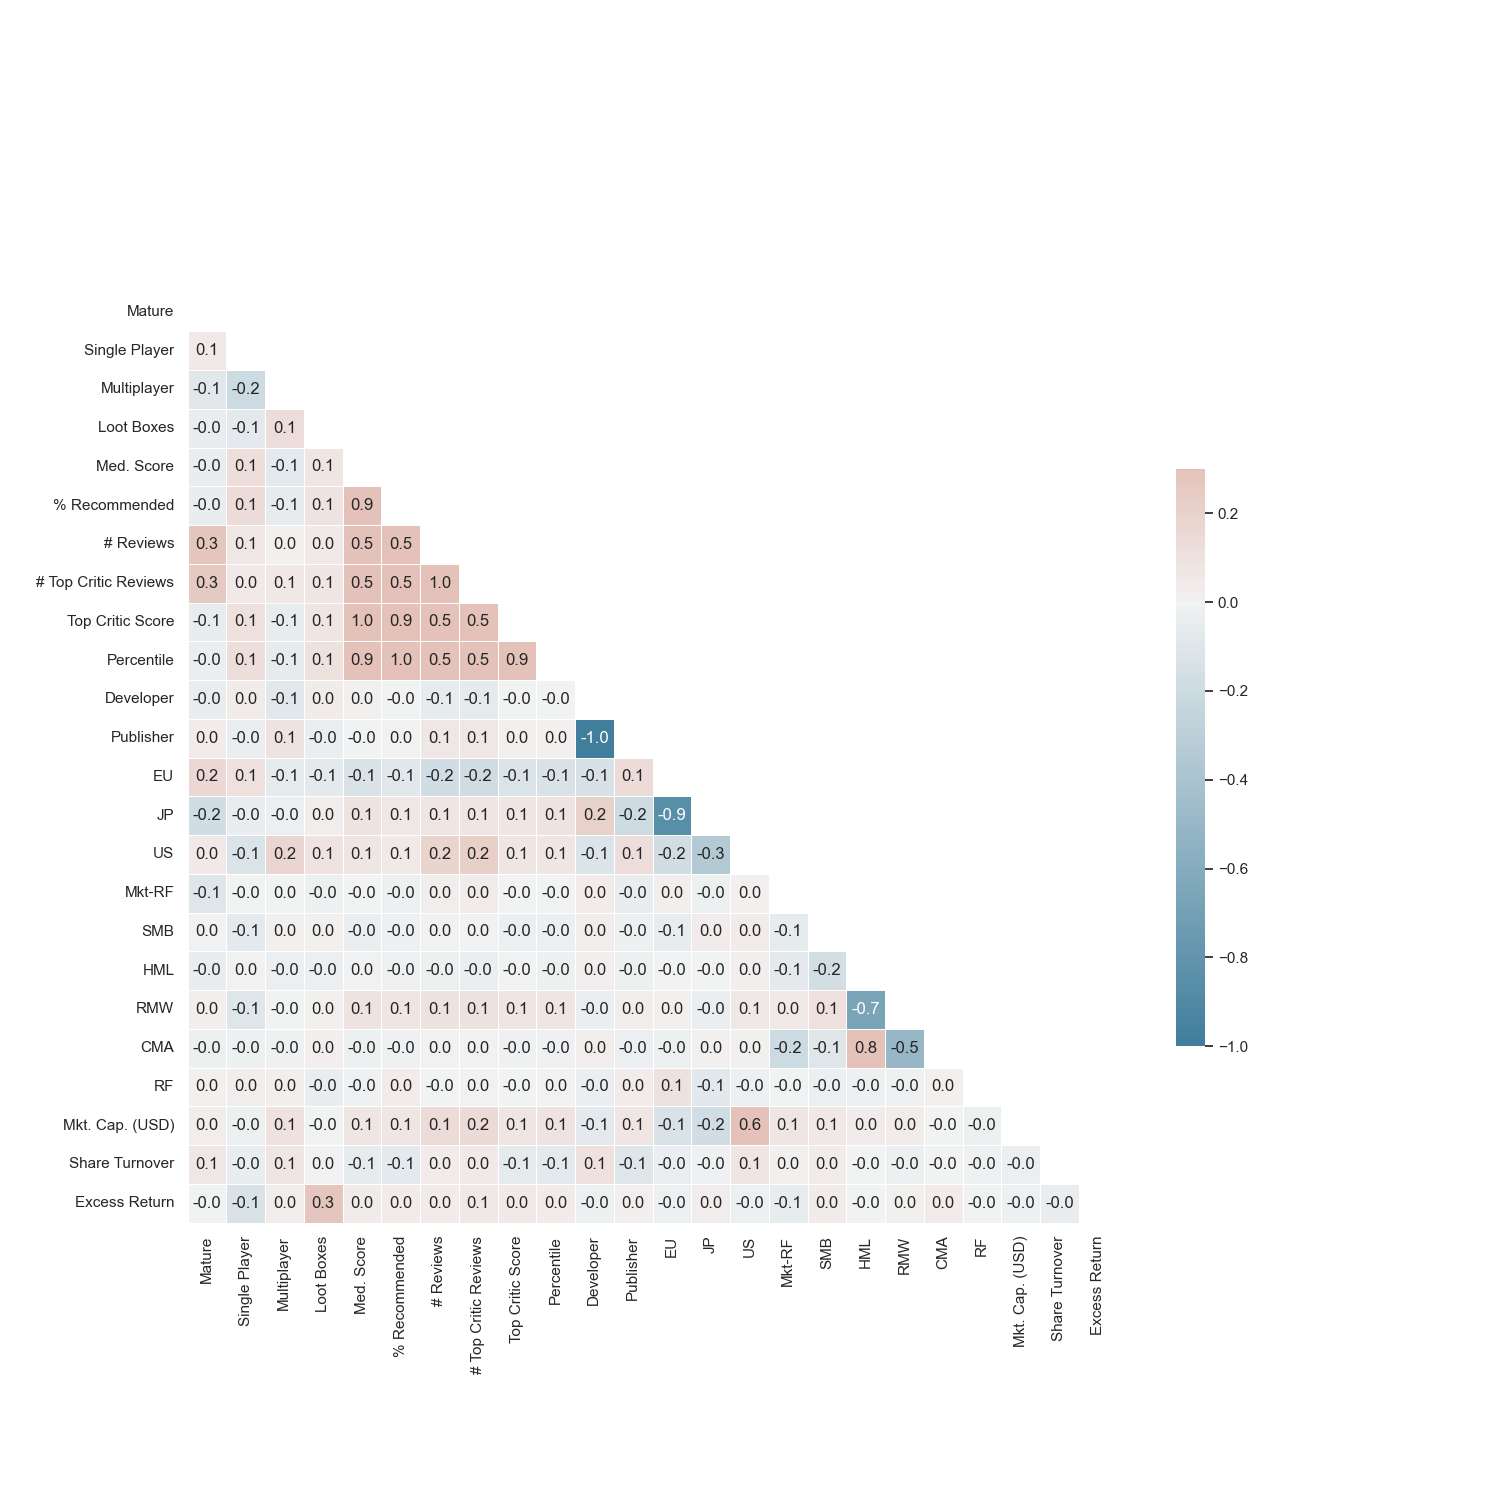 Mature
Single Player 0.1
Multiplayer -0.1 -0.2
Loot Boxes -0.0 -0.1 0.1
Med. Score -0.0 0.1 -0.1 0.1
% Recommended -0.0 0.1 -0.1 0.1 0.9
# Reviews 0.3 0.1 0.0 0.0 0.5 0.5
# Top Critic Reviews 0.3 0.0 0.1 0.1 0.5 0.5 1.0
Top Critic Score -0.1 0.1 -0.1 0.1 1.0 0.9 0.5 0.5
Percentile -0.0 0.1 -0.1 0.1 0.9 1.0 0.5 0.5 0.9
Developer -0.0 0.0 -0.1 0.0 0.0 -0.0 -0.1 -0.1 -0.0 -0.0
Publisher 0.0 -0.0 0.1 -0.0 -0.0 0.0 0.1 0.1 0.0 0.0 -1.0
EU 0.2 0.1 -0.1 -0.1 -0.1 -0.1 -0.2 -0.2 -0.1 -0.1 -0.1 0.1
JP -0.2 -0.0 -0.0 0.0 0.1 0.1 0.1 0.1 0.1 0.1 0.2 -0.2 -0.9
US 0.0 -0.1 0.2 0.1 0.1 0.1 0.2 0.2 0.1 0.1 -0.1 0.1 -0.2 -0.3
Mkt-RF -0.1 -0.0 0.0 -0.0 -0.0 -0.0 0.0 0.0 -0.0 -0.0 0.0 -0.0 0.0 -0.0 0.0
SMB 0.0 -0.1 0.0 0.0 -0.0 -0.0 0.0 0.0 -0.0 -0.0 0.0 -0.0 -0.1 0.0 0.0 -0.1
HML -0.0 0.0 -0.0 -0.0 0.0 -0.0 -0.0 -0.0 0.0 -0.0 0.0 -0.0 -0.0 -0.0 0.0 -0.1 -0.2
RMW 0.0 -0.1 -0.0 0.0 0.1 0.1 0.1 0.1 0.1 0.1 -0.0 0.0 0.0 -0.0 0.1 0.0 0.1 -0.7
CMA -0.0 -0.0 -0.0 0.0 -0.0 -0.0 0.0 0.0 -0.0 -0.0 0.0 -0.0 -0.0 0.0 0.0 -0.2 -0.1 0.8 -0.5
RF 0.0 0.0 0.0 -0.0 -0.0 0.0 -0.0 0.0 -0.0 0.0 -0.0 0.0 0.1 -0.1 -0.0 -0.0 -0.0 -0.0 -0.0 0.0
Mkt. Cap. (USD) 0.0 -0.0 0.1 -0.0 0.1 0.1 0.1 0.2 0.1 0.1 -0.1 0.1 -0.1 -0.2 0.6 0.1 0.1 0.0 0.0 -0.0 -0.0
Share Turnover 0.1 -0.0 0.1 0.0 -0.1 -0.1 0.0 0.0 -0.1 -0.1 0.1 -0.1 -0.0 -0.0 0.1 0.0 0.0 -0.0 -0.0 -0.0 -0.0 -0.0
Excess Return -0.0 -0.1 0.0 0.3 0.0 0.0 0.0 0.1 0.0 0.0 -0.0 0.0 -0.0 0.0 -0.0 -0.1 0.0 -0.0 0.0 0.0 -0.0 -0.0 -0.0
Mature
Single Player
Multiplayer
Loot Boxes
Med. Score
% Recommended
# Reviews
# Top Critic Reviews
Top Critic Score
Percentile
Developer
Publisher
EU
JP
US
Mkt-RF
SMB
HML
RMW
CMA
RF
Mkt. Cap. (USD)
Share Turnover
Excess Return
0.2
0.0
−0.2
−0.4
−0.6
−0.8
−1.0